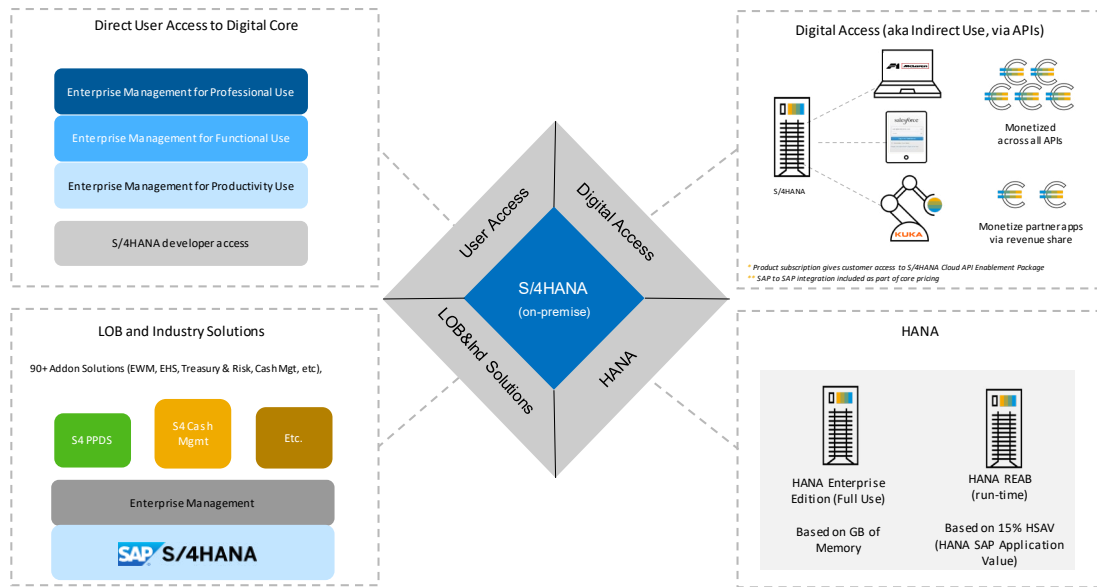 Direct User Access to Digital Core
Enterprise Management for Professional Use
Enterprise Management for Functional Use
Enterprise Management for Productivity Use
S/4HANA developer access
Digital Access (aka Indirect Use, via APIs)
S/4HANA
salesforce
KUKA
Monetized
across all APIs
Monetize partner apps
via revenue share
* Product subscription gives customer access to S/4HANA Cloud API Enablement Package
** SAP to SAP integration included as part of core pricing
User Access
Digital Access
S/4HANA
(on-premise)
LOB&Ind Solutions
HANA
LOB and Industry Solutions
90+ Addon Solutions (EWM, EHS, Treasury & Risk, Cash Mgt, etc),
S4 PPDS
S4 Cash
Mgmt
Etc.
Enterprise Management
SAP S/4HANA
HANA
HANA Enterprise
Edition (Full Use)
Based on GB of
Memory
HANA REAB
(run-time)
Based on 15% HSAV
(HANA SAP Application
Value)